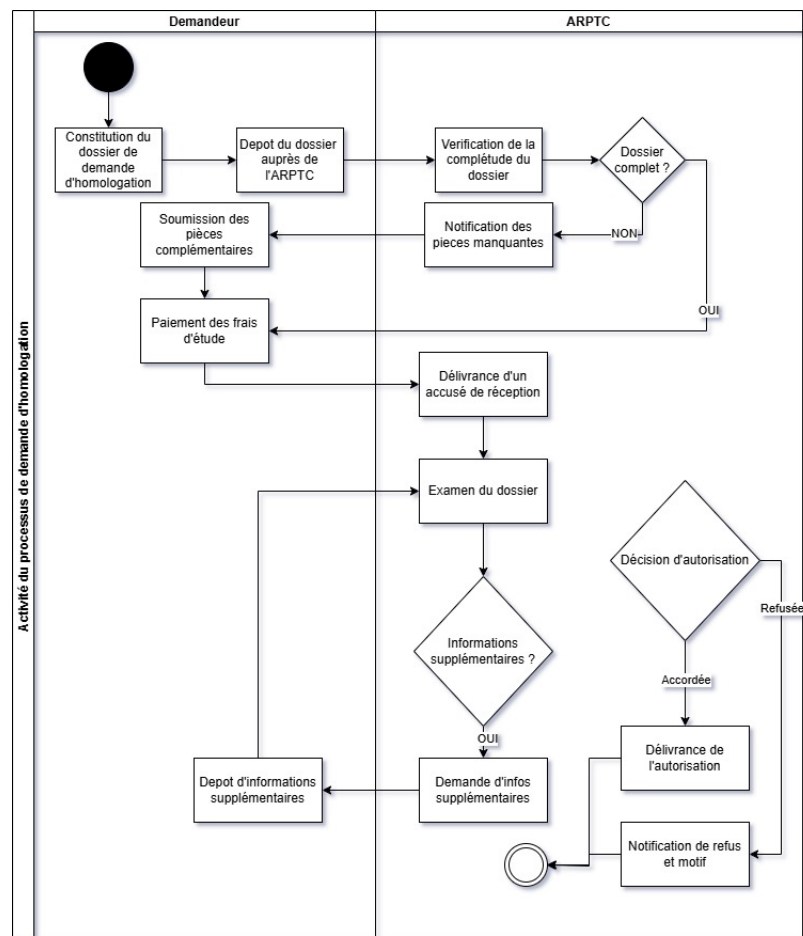 Demandeur
ARPTC
Activité du processus de demande d'homologation
Constitution du
dossier de
demande
d'homologation
Depot du dossier
auprès de
l'ARPTC
Verification de la
complétude du
dossier
Dossier
complet ?
Soumission des
pièces
complémentaires
Notification des
pieces manquantes
NON
OUI
Paiement des frais
d'étude
Délivrance d'un
accusé de réception
Examen du dossier
Décision d'autorisation
Refusée
Informations
supplémentaires ?
Accordée
OUI
Délivrance de
l'autorisation
Depot d'informations
supplémentaires
Demande d'infos
supplémentaires
Notification de refus
et motif